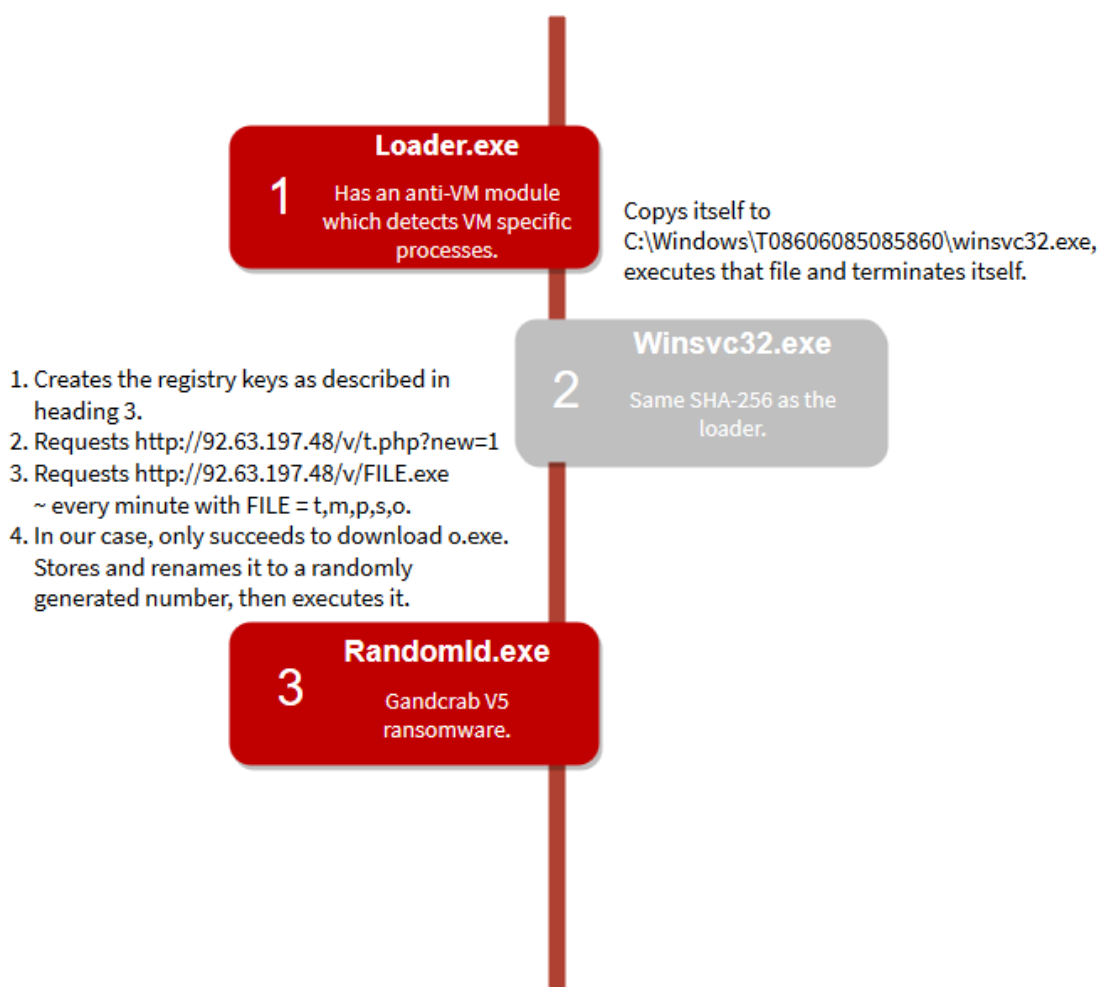 Loader.exe
1
Has an anti-VM module
which detects VM specific
processes.
Copys itself to
C:\Windows\T08606085085860\winsvc32.exe,
executes that file and terminates itself.
Winsvc32.exe
2
Same SHA-256 as the
loader.
1. Creates the registry keys as described in
heading 3.
2. Requests http://92.63.197.48/v/t.php?new=1
3. Requests http://92.63.197.48/v/FILE.exe
~ every minute with FILE = t,m,p,s,o.
4. In our case, only succeeds to download o.exe.
Stores and renames it to a randomly
generated number, then executes it.
RandomId.exe
3
Gandcrab V5
ransomware.